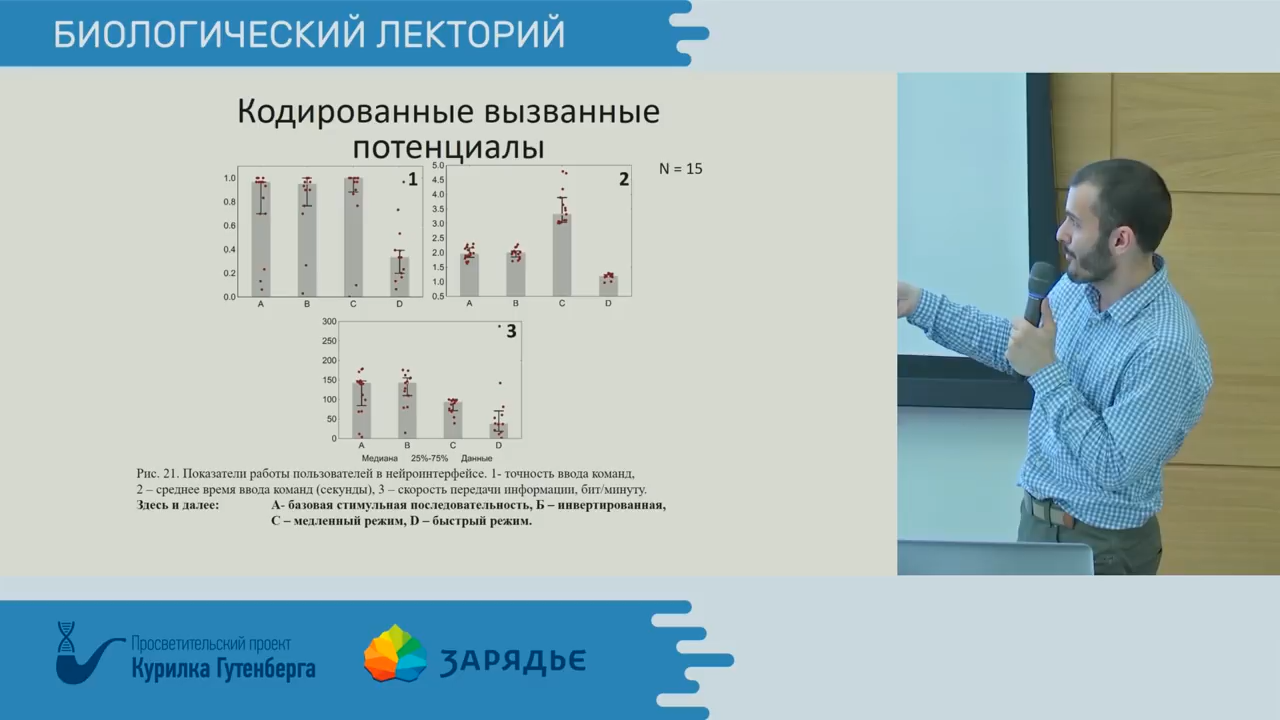 БИОЛОГИЧЕСКИЙ ЛЕКТОРИЙ
Кодированные вызванные
потенциалы
N = 15
1
1.0
0.8
0.6
0.4
0.2
0.0
A B C D
2
5.0
4.5
4.0
3.5
3.0
2.5
2.0
1.5
1.0
0.5
A B C D
3
300
250
200
150
100
50
0
A B C D
Медиана 25%-75% Данные
Рис. 21. Показатели работы пользователей в нейроинтерфейсе. 1- точность ввода команд,
2 – среднее время ввода команд (секунды), 3 – скорость передачи информации, бит/минуту.
Здесь и далее: А- базовая стимульная последовательность, Б – инвертированная,
С – медленный режим, D – быстрый режим.
Просветительский проект
Курилка Гутенберга
ЗАРЯДЬЕ